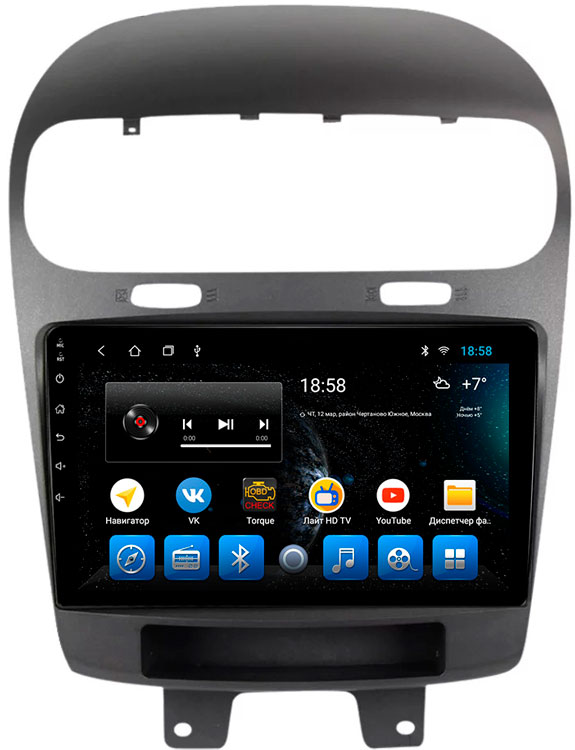 MIC
RST
18:58
18:58
+7°
ЧТ, 12 мар, район Чертаново Южное, Москва
Днём +8°
Ночью +5°
0:00
0:00
OBD
CHECK
Навигатор
VK
Torque
Лайт HD TV
YouTube
Диспетчер фа..